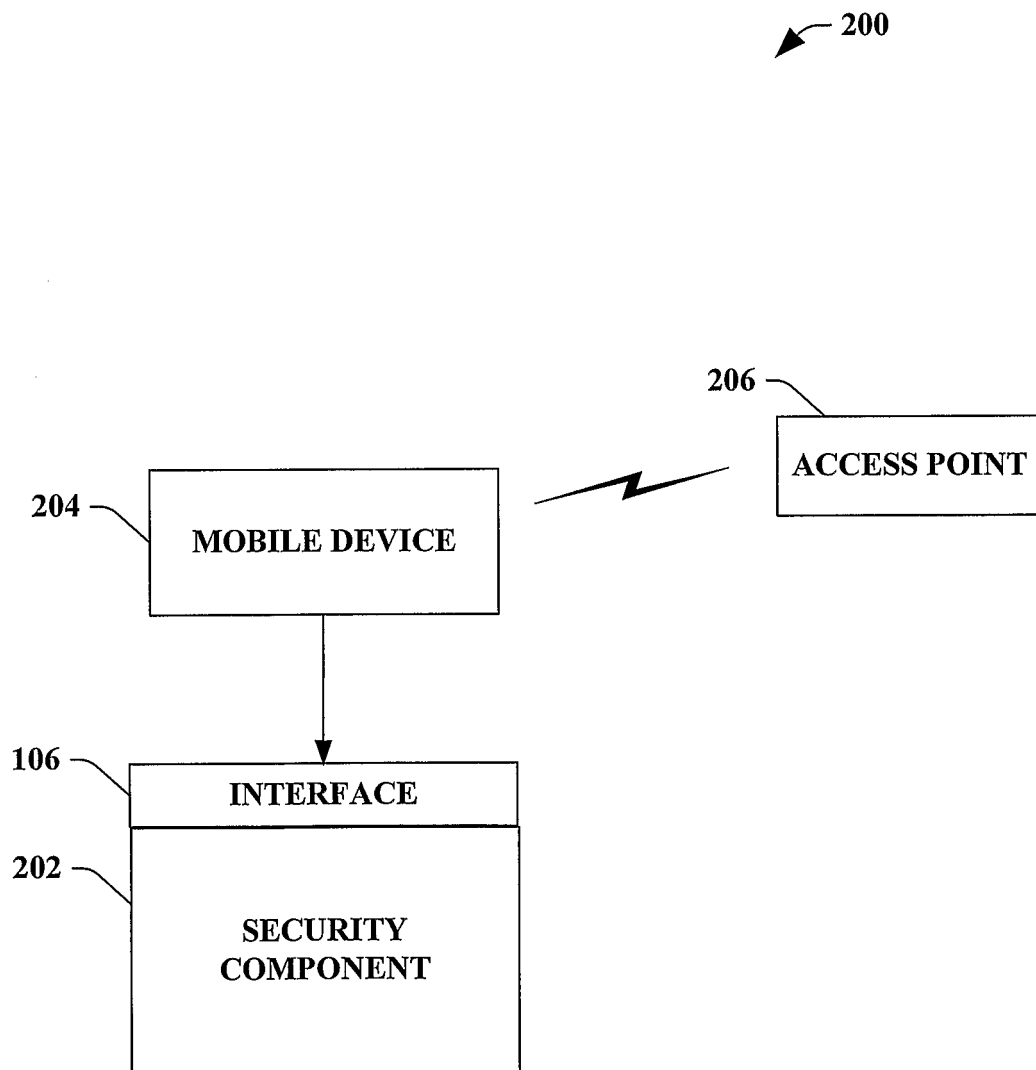 200
206
ACCESS POINT
204
MOBILE DEVICE
106
INTERFACE
202
SECURITY
COMPONENT